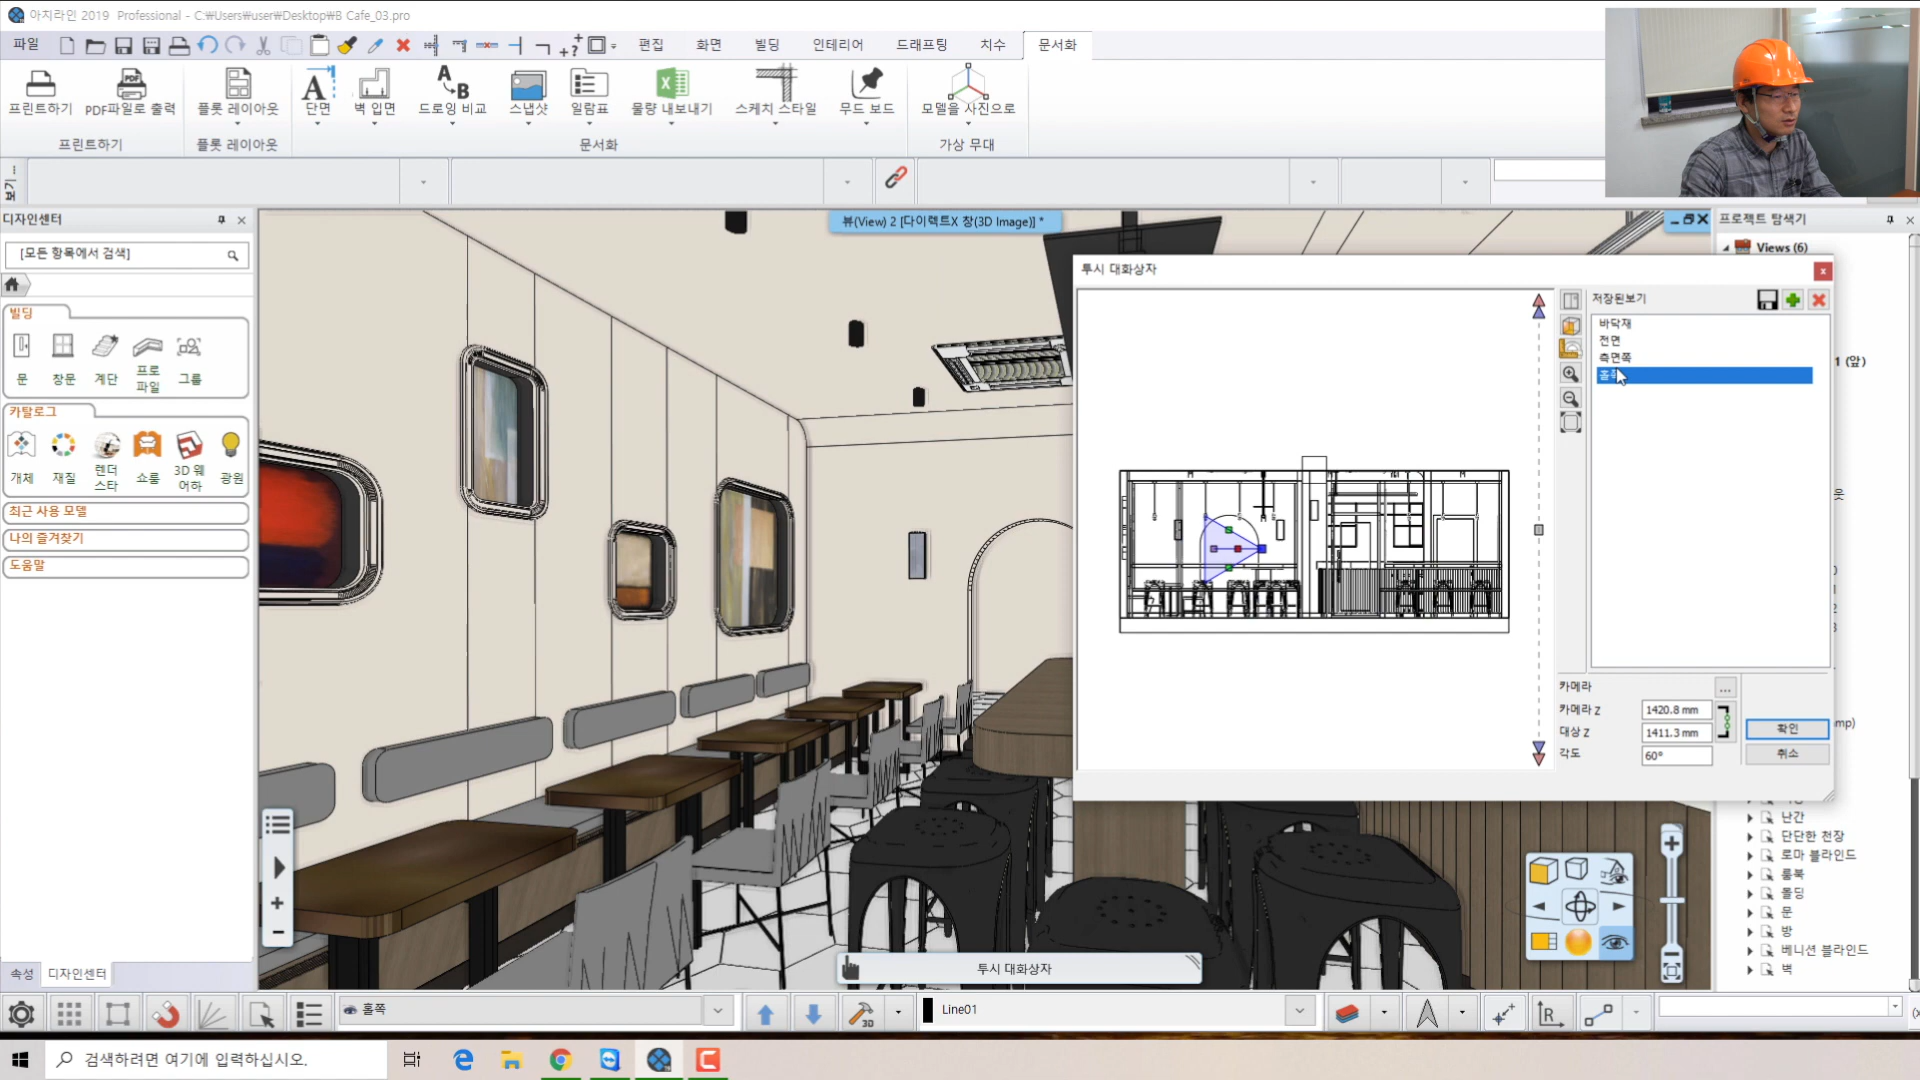 아치라인 2019 Professional - C:₩Users₩user₩Desktop₩B Cafe_03.pro
파일
편집
화면
빌딩
인테리어
드래프팅
치수
문서화
프린트하기
PDF파일로 출력
플롯 레이아웃
단면
벽 입면
드로잉 비교
스냅샷
일람표
물량 내보내기
스케치 스타일
무드 보드
모델을 사진으로
프린트하기
플롯 레이아웃
문서화
가상 무대
보기...
디자인센터
뷰(View) 2 [다이렉트X 창(3D Image)] *
프로젝트 탐색기
[모든 항목에서 검색]
Views (6)
투시 대화상자
저장된보기
바닥재
전면
측면쪽
빌딩
문
창문
계단
프로
파일
그룹
1 (앞)
카탈로그
개체
재질
렌더
스타
쇼룸
3D 웨
어하
광원
최근 사용 모델
나의 즐겨찾기
도움말
카메라
...
카메라 Z
1420.8 mm
대상 Z
1411.3 mm
확인
mp)
각도
60°
취소
난간
단단한 천장
로마 블라인드
룸북
몰딩
문
방
베니션 블라인드
벽
속성
디자인센터
투시 대화상자
홀쪽
3D
Line01
R
검색하려면 여기에 입력하십시오.